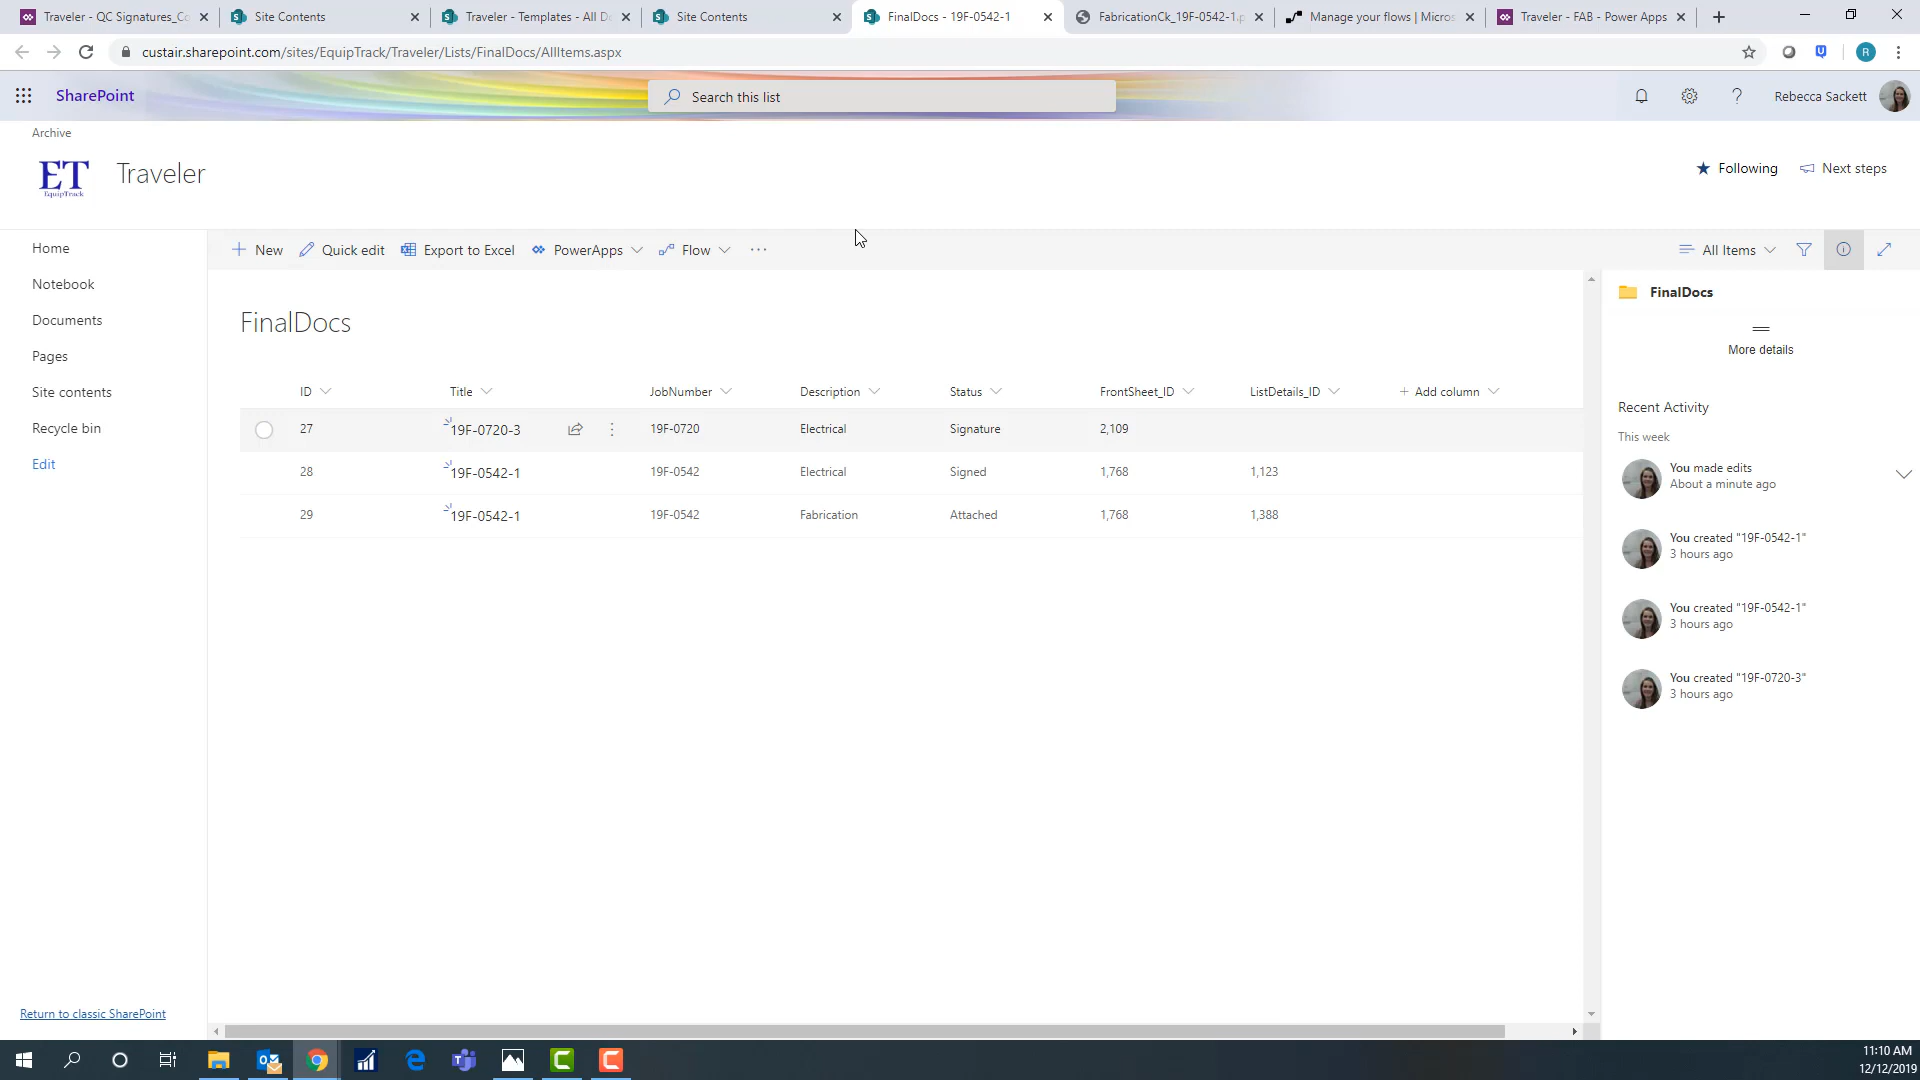 Traveler - QC Signatures_Co
Site Contents
Traveler - Templates - All D
Site Contents
FinalDocs - 19F-0542-1
FabricationCk_19F-0542-1.p
Manage your flows | Micros
Traveler - FAB - Power Apps
custair.sharepoint.com/sites/EquipTrack/Traveler/Lists/FinalDocs/AllItems.aspx
R
SharePoint
Search this list
Rebecca Sackett
Archive
ET
EquipTrack
Traveler
Following
Next steps
Home
Notebook
Documents
Pages
Site contents
Recycle bin
Edit
New
Quick edit
Export to Excel
PowerApps
Flow
All Items
FinalDocs
ID Title JobNumber Description Status FrontSheet_ID ListDetails_ID + Add column
27 19F-0720-3 19F-0720 Electrical Signature 2,109
28 19F-0542-1 19F-0542 Electrical Signed 1,768 1,123
29 19F-0542-1 19F-0542 Fabrication Attached 1,768 1,388
FinalDocs
More details
Recent Activity
This week
You made edits
About a minute ago
You created "19F-0542-1"
3 hours ago
You created "19F-0542-1"
3 hours ago
You created "19F-0720-3"
3 hours ago
Return to classic SharePoint
11:10 AM
12/12/2019